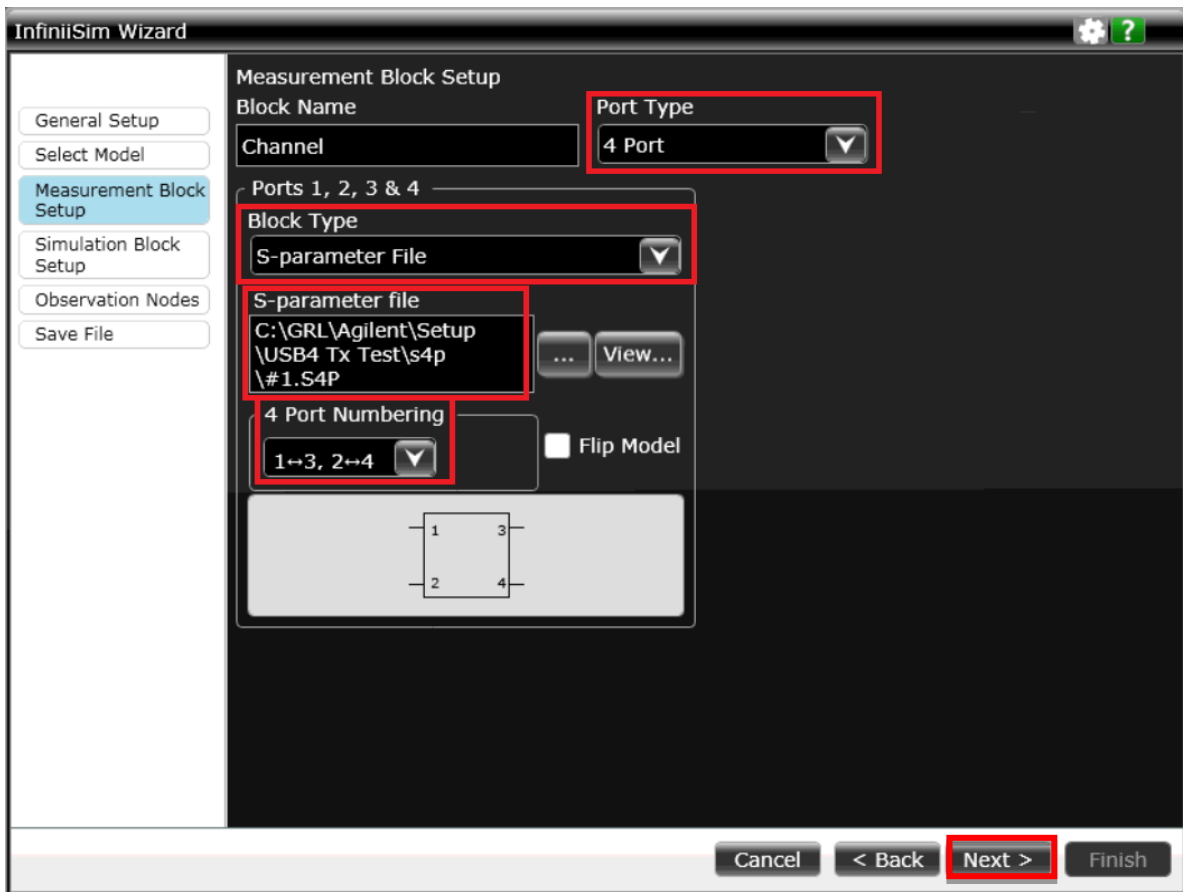 InfiniiSim Wizard
?
General Setup
Select Model
Measurement Block
Setup
Simulation Block
Setup
Observation Nodes
Save File
Measurement Block Setup
Block Name
Port Type
Channel
4 Port
Ports 1, 2, 3 & 4
Block Type
S-parameter File
S-parameter file
C:\GRL\Agilent\Setup
\USB4 Tx Test\s4p
\#1.S4P
...
View...
4 Port Numbering
1↔3, 2↔4
Flip Model
1 3
2 4
Cancel
< Back
Next >
Finish